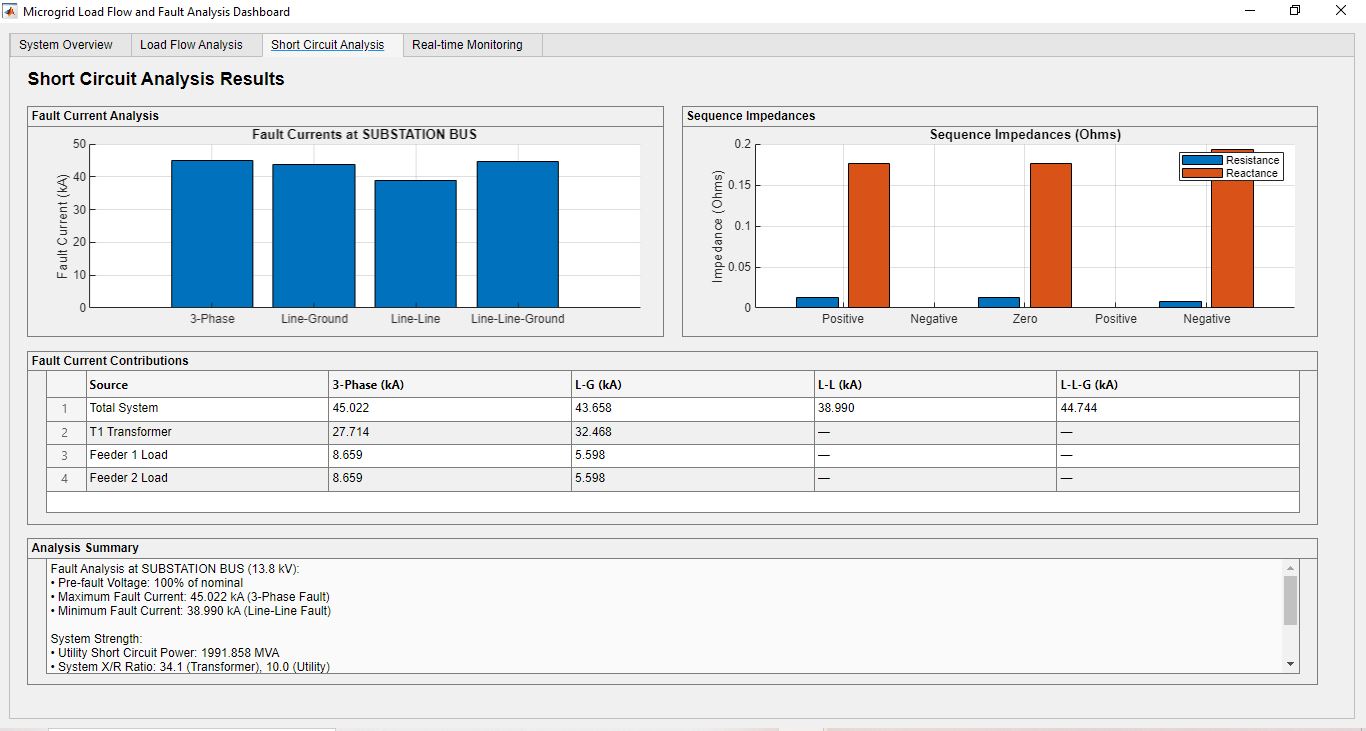 Microgrid Load Flow and Fault Analysis Dashboard
System Overview Load Flow Analysis Short Circuit Analysis Real-time Monitoring
Short Circuit Analysis Results
Fault Current Analysis
Fault Currents at SUBSTATION BUS
Fault Current (kA)
50
40
30
20
10
0
3-Phase Line-Ground Line-Line Line-Line-Ground
Sequence Impedances
Sequence Impedances (Ohms)
Impedance (Ohms)
0.2
0.15
0.1
0.05
0
Resistance
Reactance
Positive Negative Zero Positive Negative
Fault Current Contributions
Source 3-Phase (kA) L-G (kA) L-L (kA) L-L-G (kA)
1 Total System 45.022 43.658 38.990 44.744
2 T1 Transformer 27.714 32.468 — —
3 Feeder 1 Load 8.659 5.598 — —
4 Feeder 2 Load 8.659 5.598 — —
Analysis Summary
Fault Analysis at SUBSTATION BUS (13.8 kV):
• Pre-fault Voltage: 100% of nominal
• Maximum Fault Current: 45.022 kA (3-Phase Fault)
• Minimum Fault Current: 38.990 kA (Line-Line Fault)
System Strength:
• Utility Short Circuit Power: 1991.858 MVA
• System X/R Ratio: 34.1 (Transformer), 10.0 (Utility)